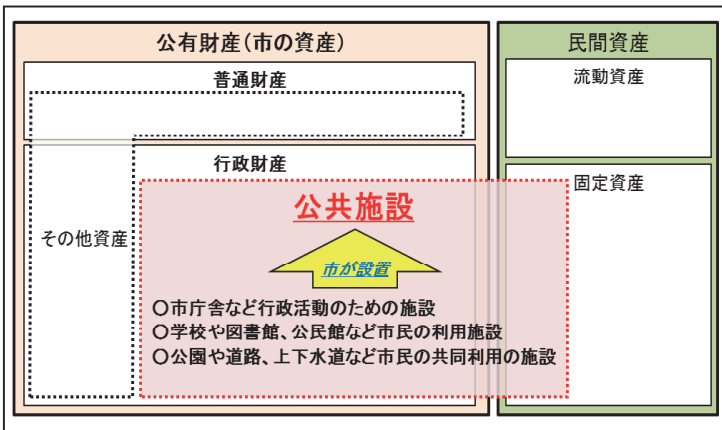 公有財産(市の資産)
普通財産
行政財産
その他資産
公共施設
市が設置
〇市庁舎など行政活動のための施設
〇学校や図書館、公民館など市民の利用施設
〇公園や道路、上下水道など市民の共同利用の施設
民間資産
流動資産
固定資産